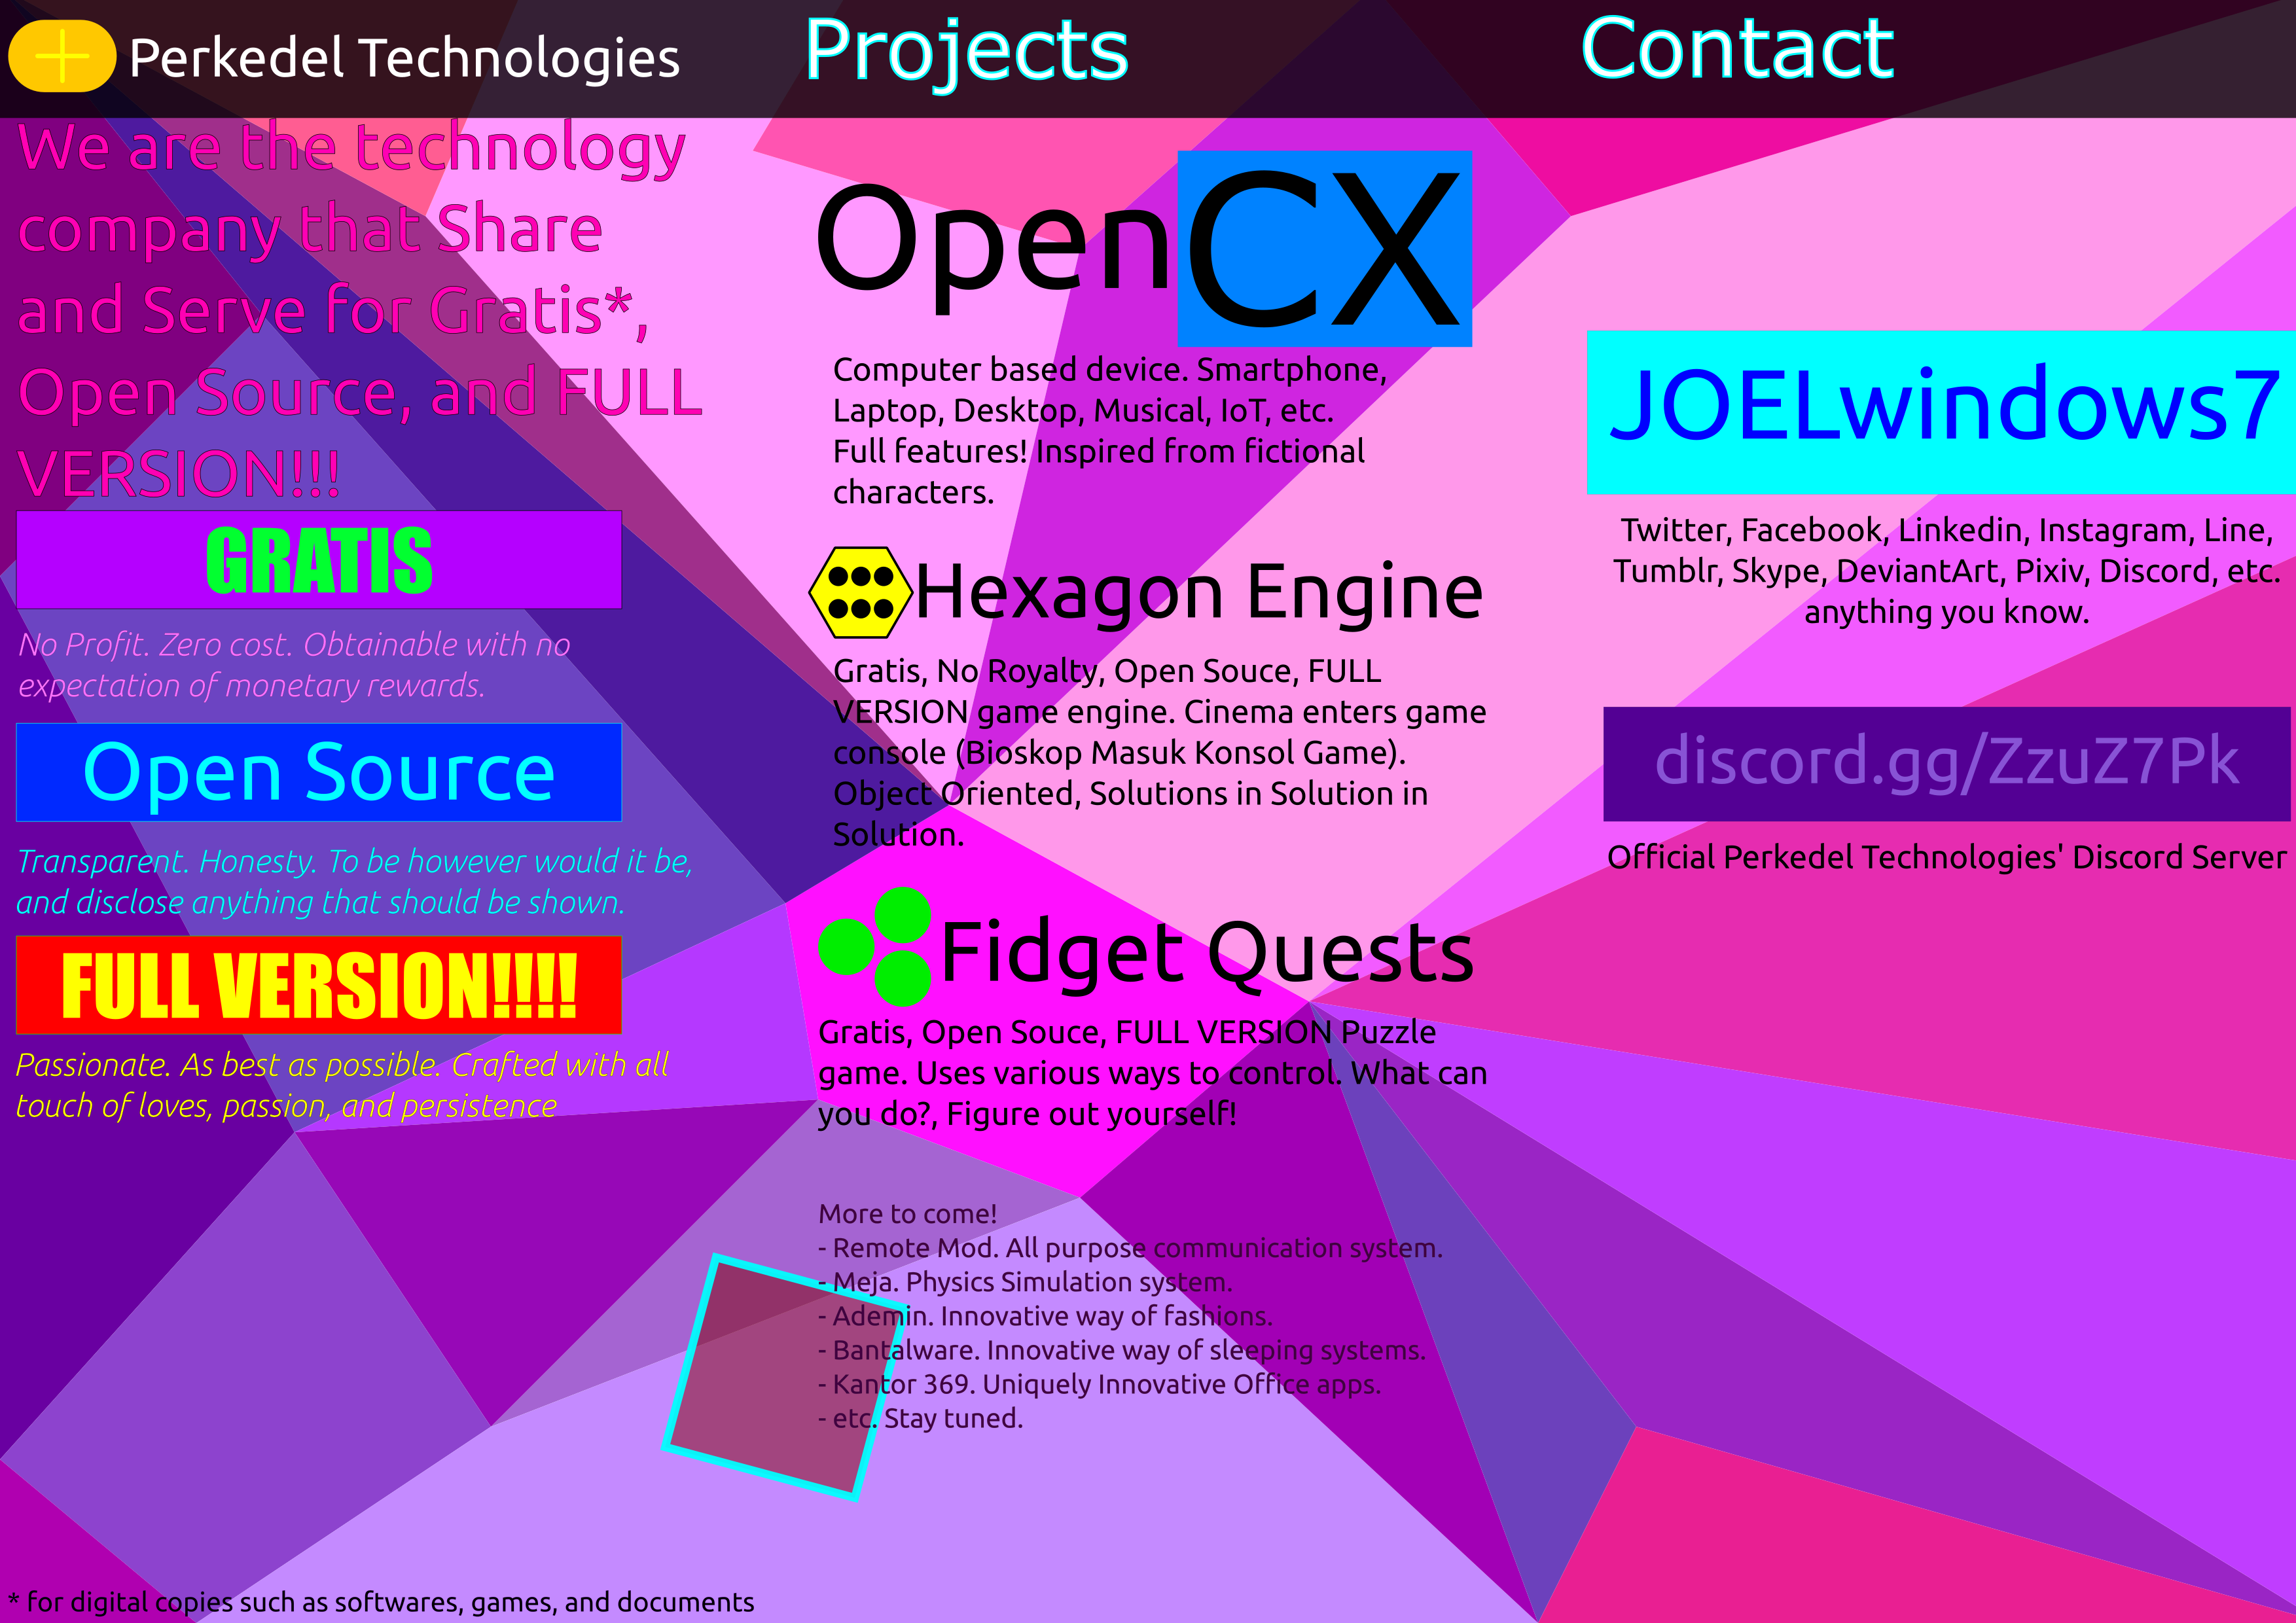 Perkedel Technologies
We are the technology
company that Share
and Serve for Gratis*,
Open Source, and FULL
VERSION!!!
GRATIS
No Profit. Zero cost. Obtainable with no
expectation of monetary rewards.
Open Source
Transparent. Honesty. To be however would it be,
and disclose anything that should be shown.
FULL VERSION!!!!
Passionate. As best as possible. Crafted with all
touch of loves, passion, and persistence
* for digital copies such as softwares, games, and documents
Projects
OpenCX
Computer based device. Smartphone,
Laptop, Desktop, Musical, IoT, etc.
Full features! Inspired from fictional
characters.
Hexagon Engine
Gratis, No Royalty, Open Souce, FULL
VERSION game engine. Cinema enters game
console (Bioskop Masuk Konsol Game).
Object Oriented, Solutions in Solution in
Solution.
Fidget Quests
Gratis, Open Souce, FULL VERSION Puzzle
game. Uses various ways to control. What can
you do?, Figure out yourself!
More to come!
- Remote Mod. All purpose communication system.
- Meja. Physics Simulation system.
- Ademin. Innovative way of fashions.
- Bantalware. Innovative way of sleeping systems.
- Kantor 369. Uniquely Innovative Office apps.
- etc. Stay tuned.
Contact
JOELwindows7
Twitter, Facebook, Linkedin, Instagram, Line,
Tumblr, Skype, DeviantArt, Pixiv, Discord, etc.
anything you know.
discord.gg/ZzuZ7Pk
Official Perkedel Technologies' Discord Server